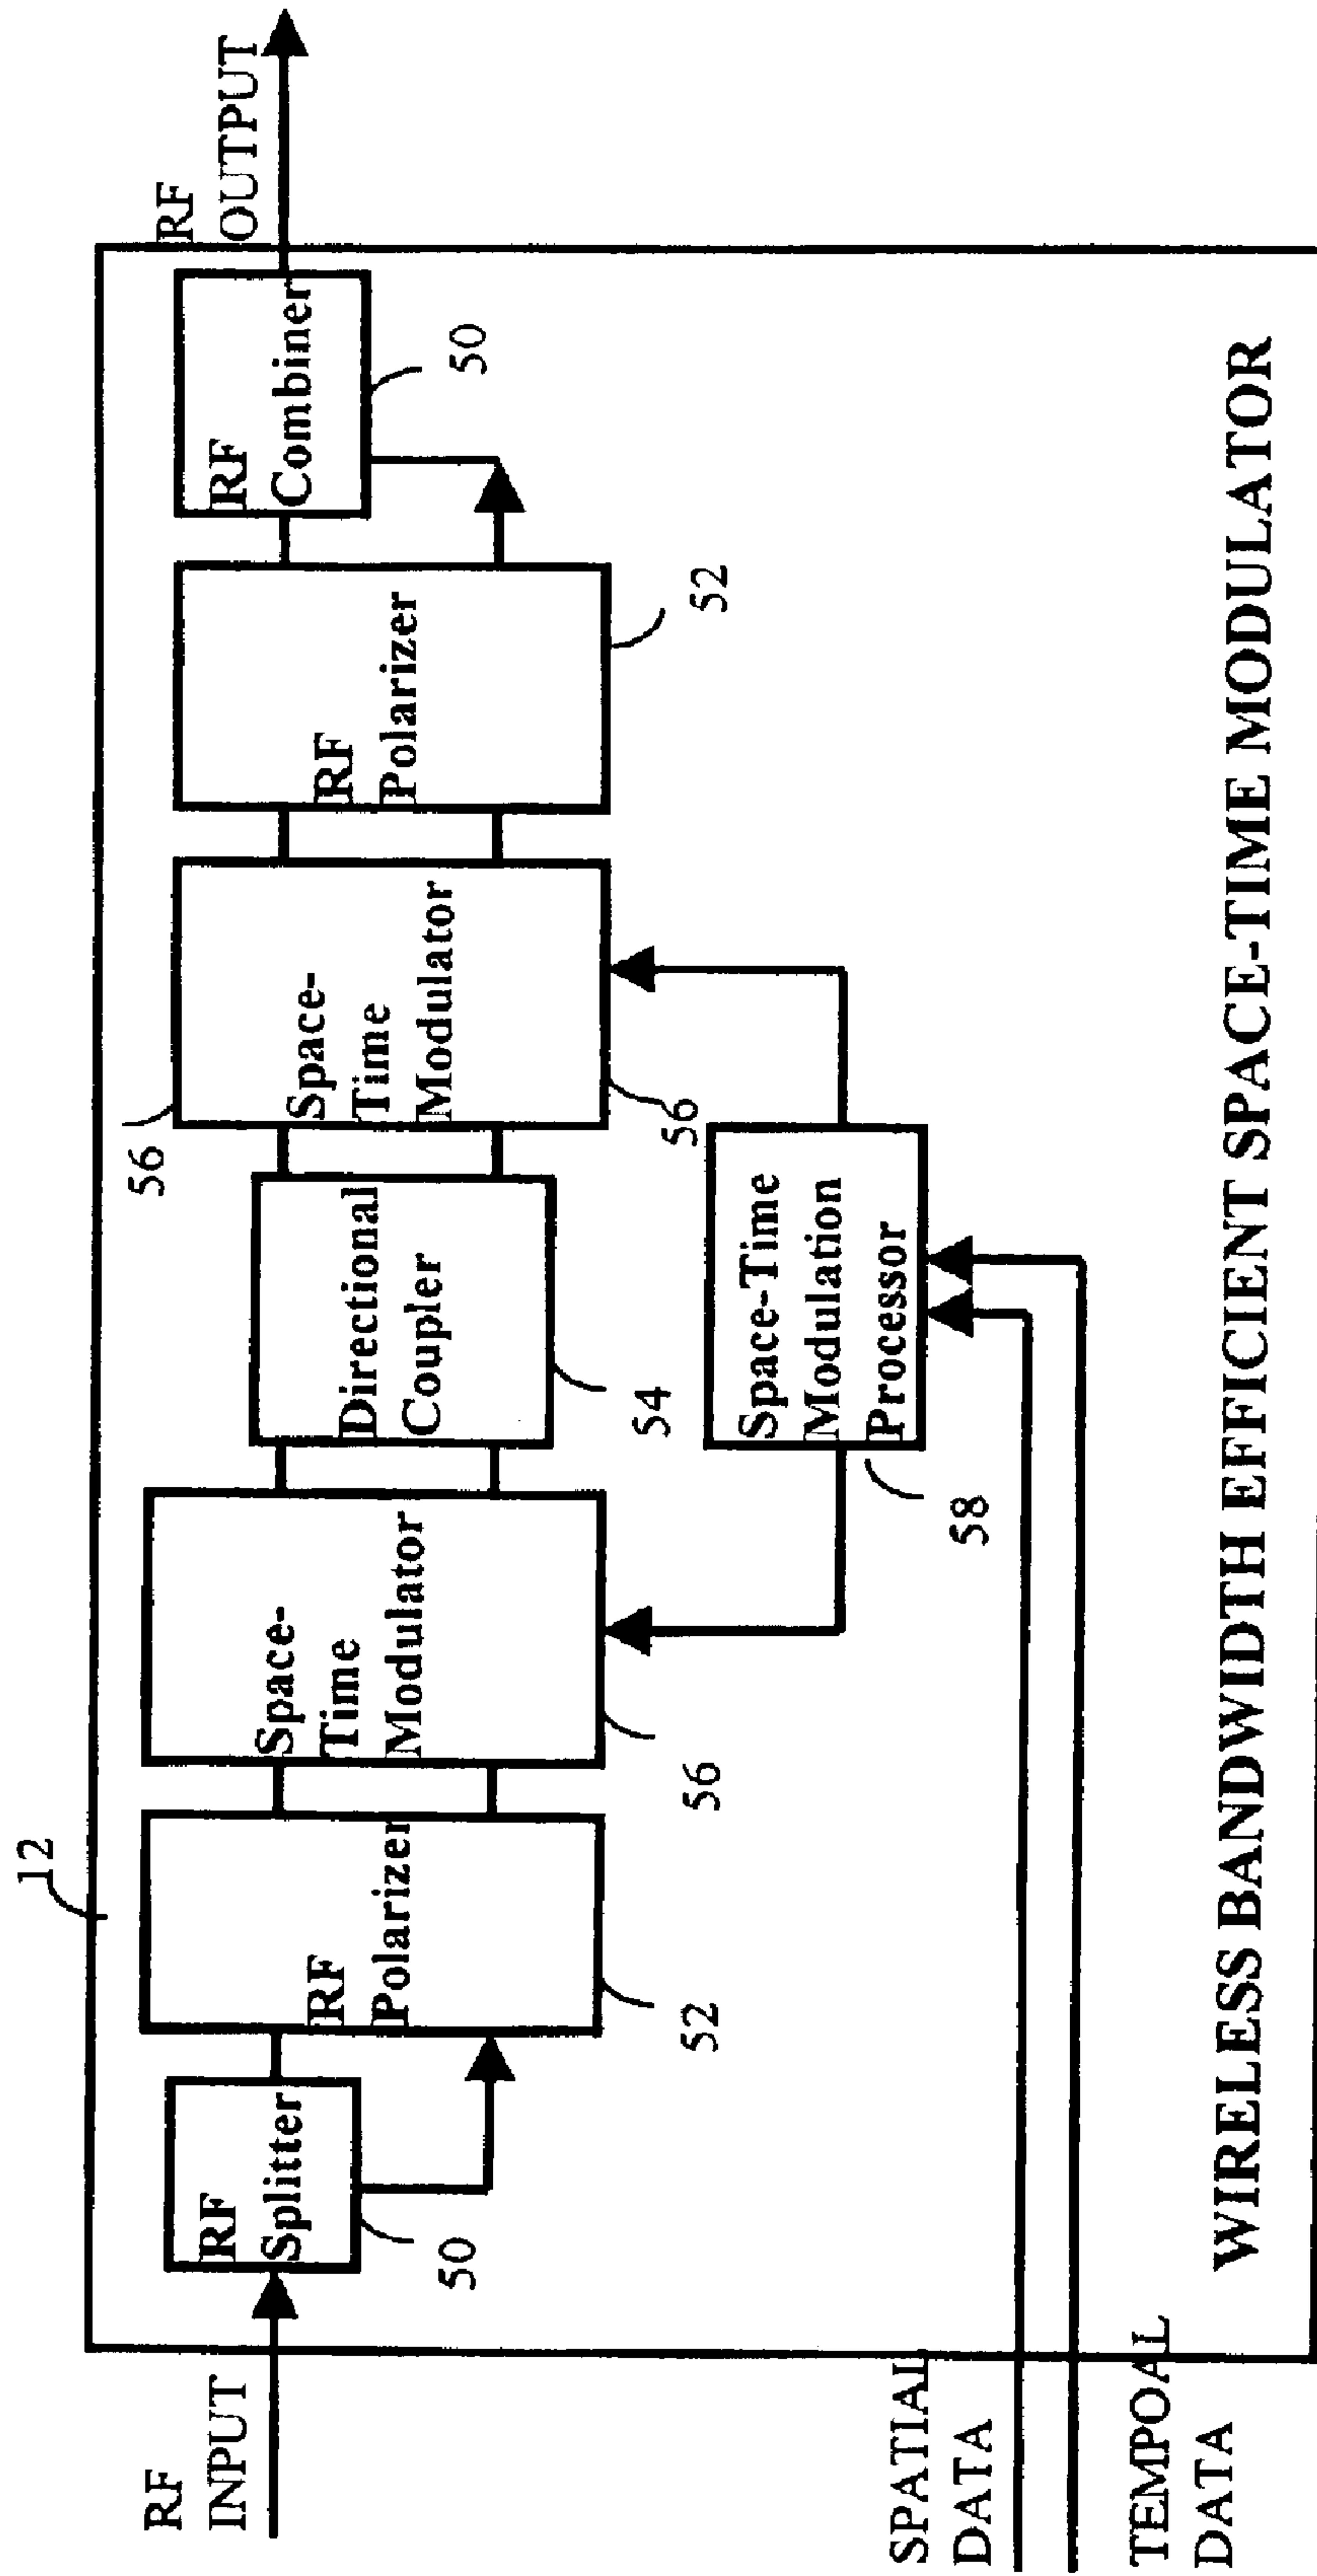 12
RF
INPUT
RF
Splitter
50
RF
Polarizer
52
Space-
Time
Modulator
56
Directional
Coupler
54
56
Space-
Time
Modulator
56
RF
Polarizer
52
RF
Combiner
50
RF
OUTPUT
Space-Time
Modulation
Processor
58
SPATIAL
DATA
TEMPOAL
DATA
WIRELESS BANDWIDTH EFFICIENT SPACE-TIME MODULATOR